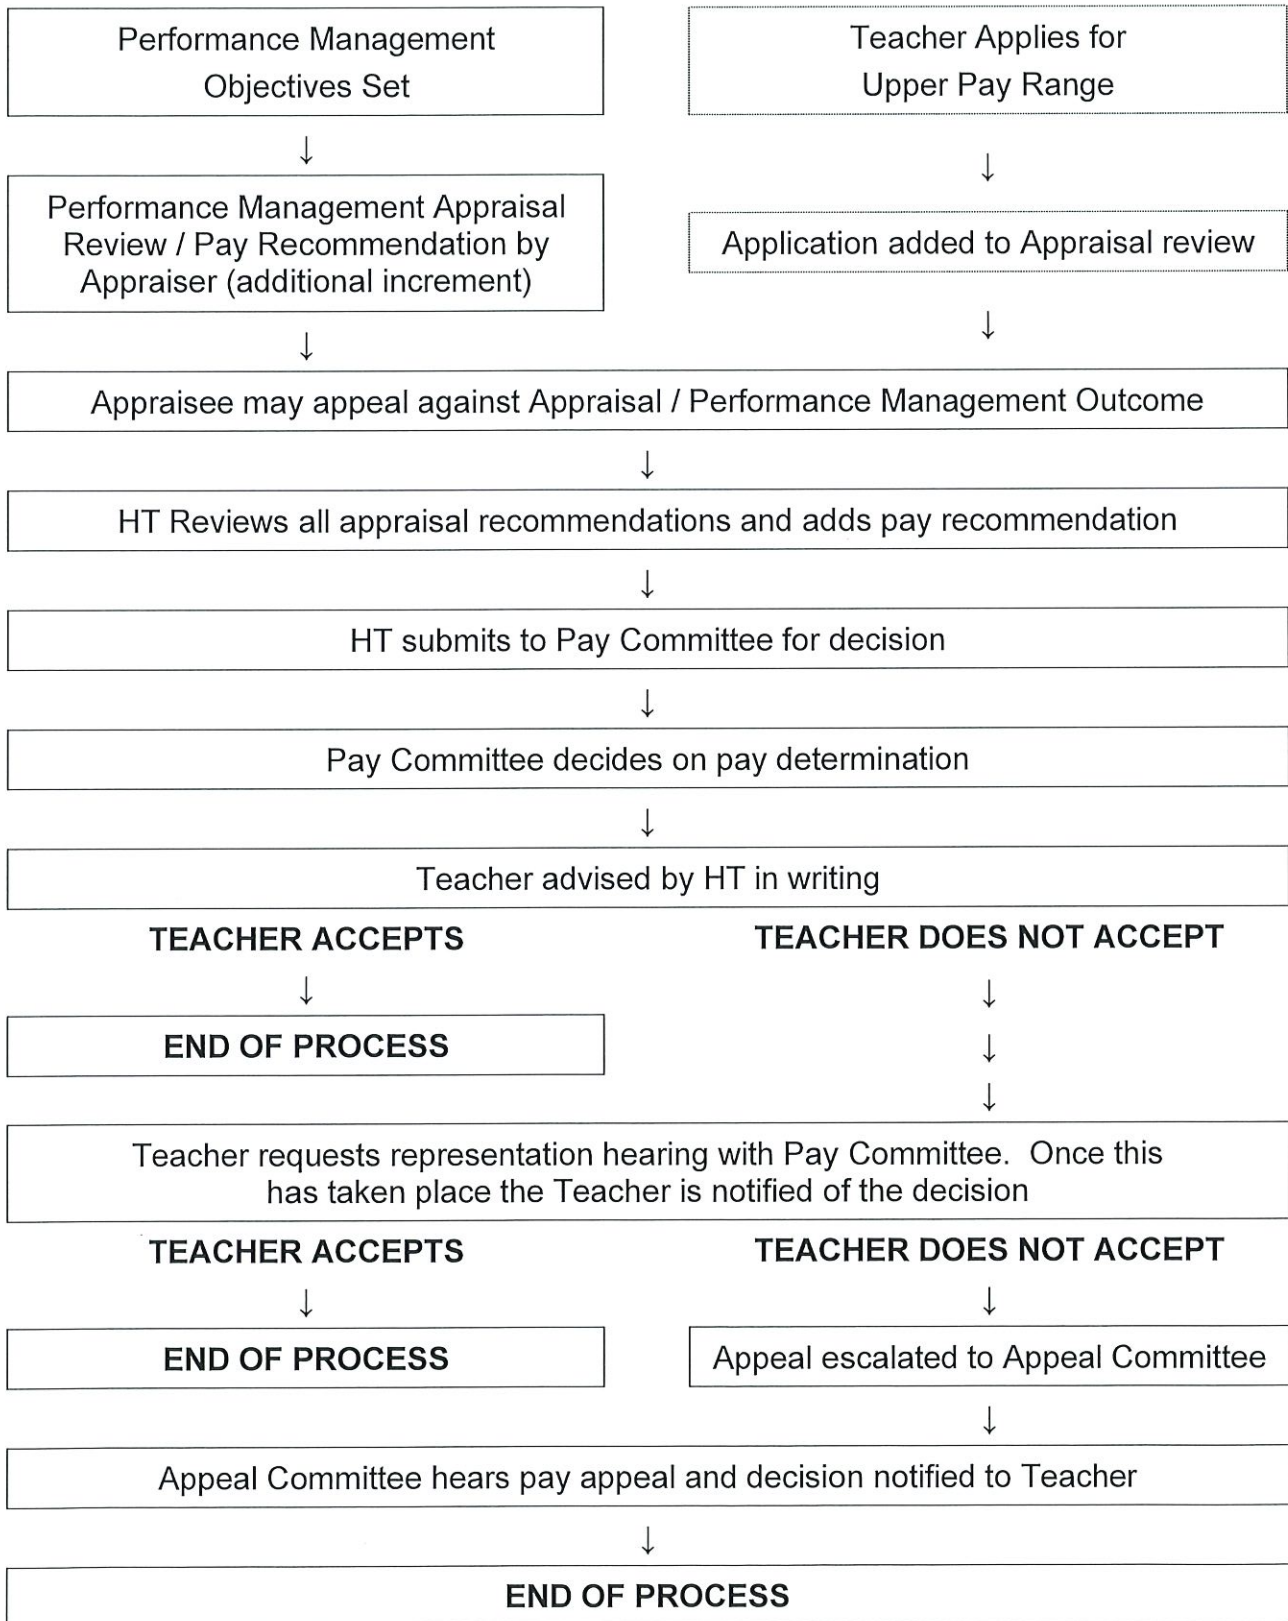 Performance Management
Objectives Set
Teacher Applies for
Upper Pay Range
↓
↓
Performance Management Appraisal
Review / Pay Recommendation by
Appraiser (additional increment)
Application added to Appraisal review
↓
↓
Appraisee may appeal against Appraisal / Performance Management Outcome
↓
HT Reviews all appraisal recommendations and adds pay recommendation
↓
HT submits to Pay Committee for decision
↓
Pay Committee decides on pay determination
↓
Teacher advised by HT in writing
TEACHER ACCEPTS
TEACHER DOES NOT ACCEPT
↓
↓
END OF PROCESS
↓
↓
Teacher requests representation hearing with Pay Committee. Once this
has taken place the Teacher is notified of the decision
TEACHER ACCEPTS
TEACHER DOES NOT ACCEPT
↓
↓
END OF PROCESS
Appeal escalated to Appeal Committee
↓
Appeal Committee hears pay appeal and decision notified to Teacher
↓
END OF PROCESS